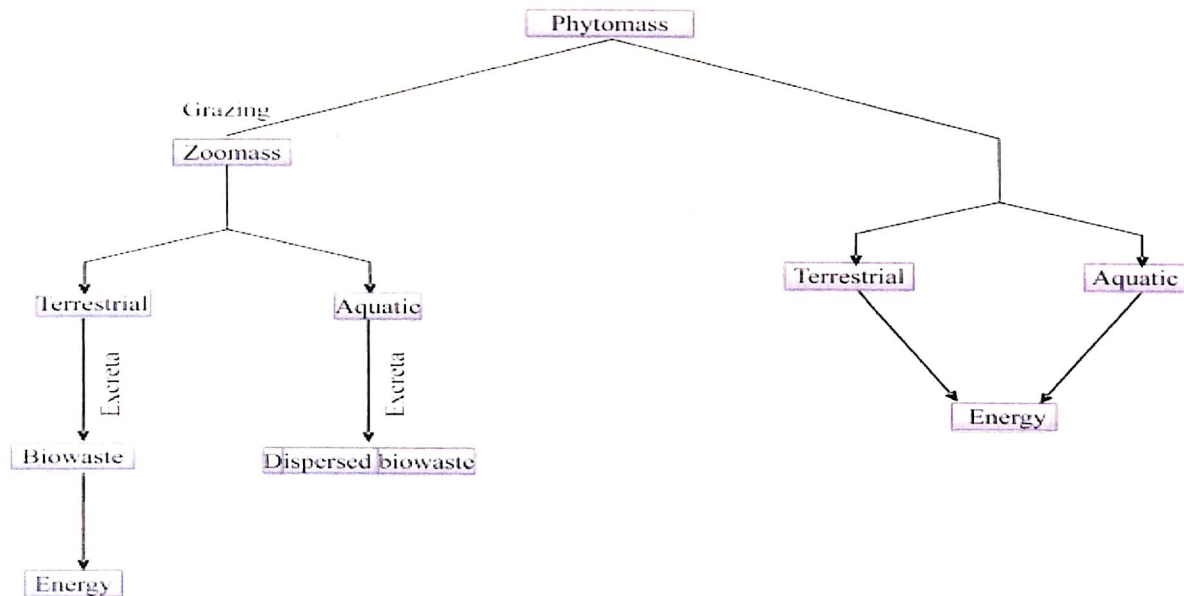 Phytomass
Grazing
Zoomass
Terrestrial
Aquatic
Terrestrial
Aquatic
Excreta
Excreta
Energy
Biowaste
Dispersed biowaste
Energy